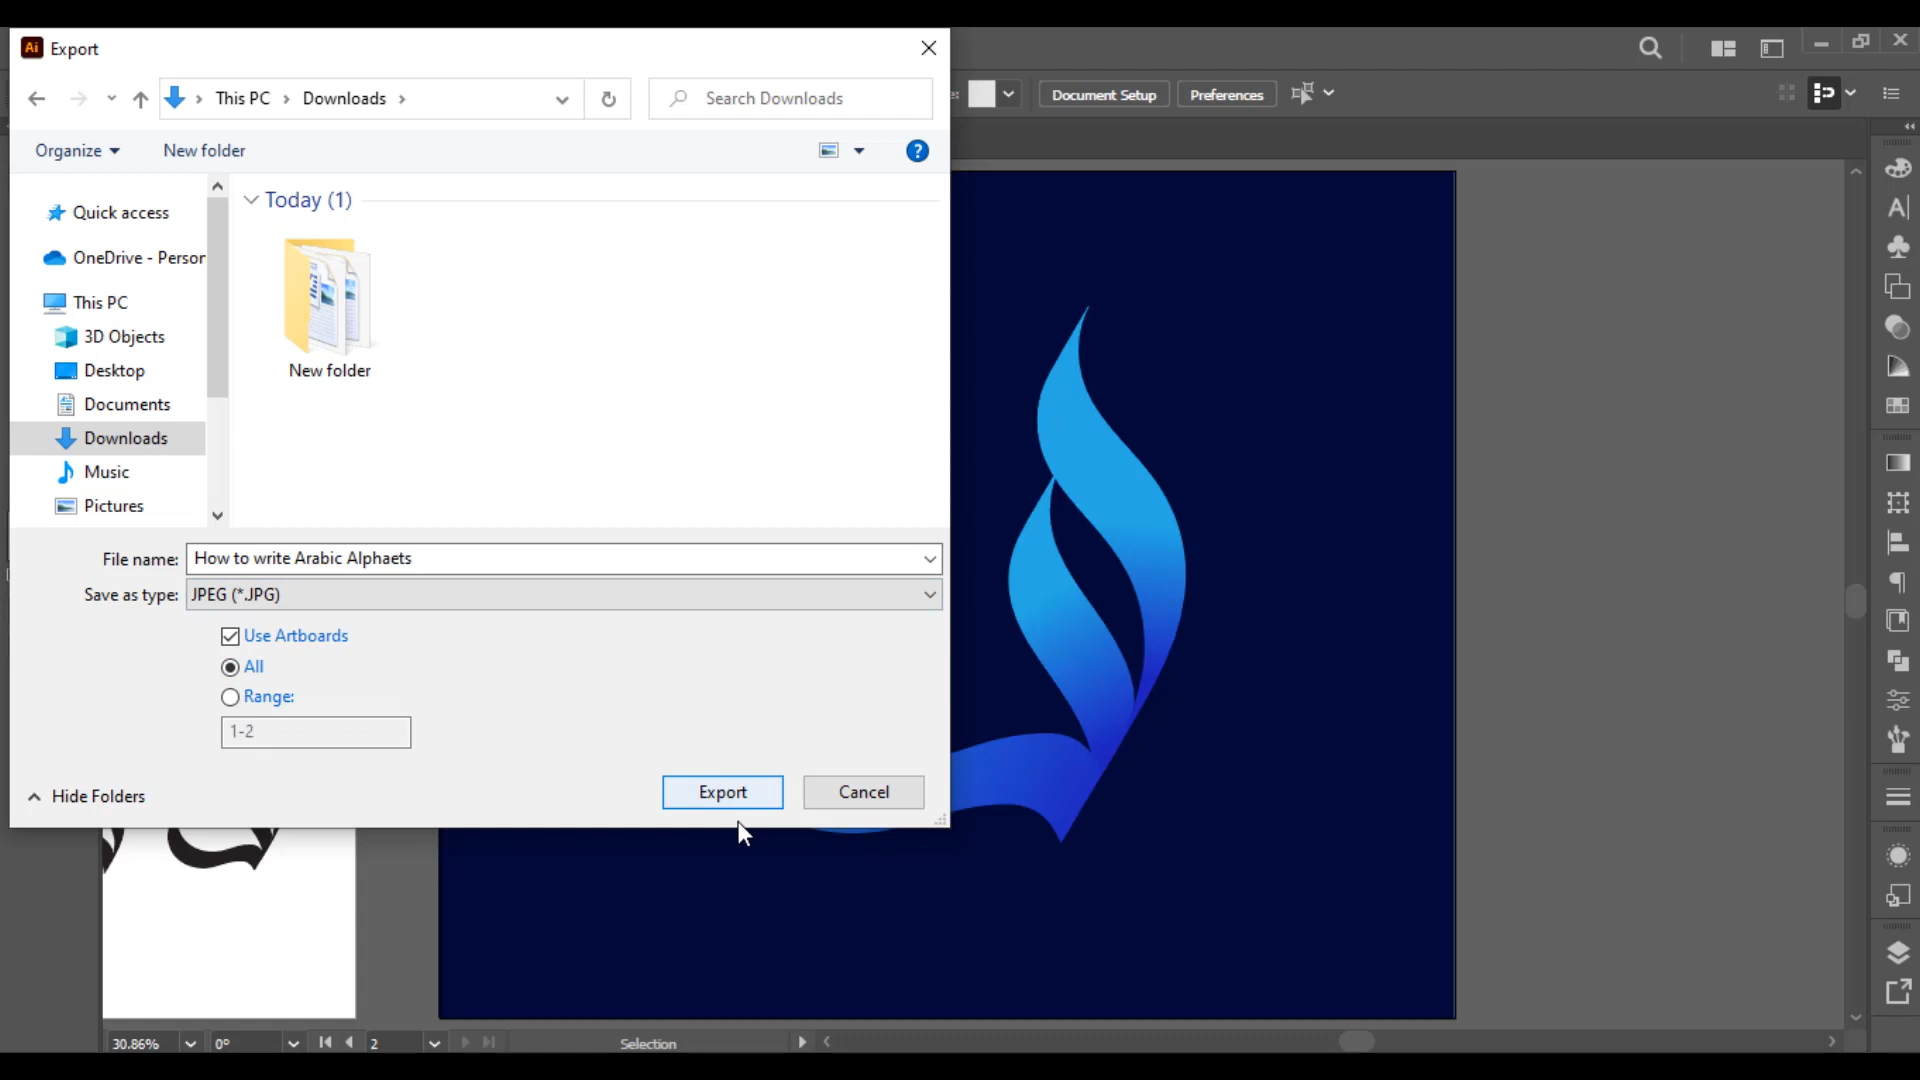 Ai Export
This PC
Downloads
Search Downloads
Document Setup
Preferences
Organize
New folder
?
Quick access
OneDrive - Person
This PC
3D Objects
Desktop
Documents
Downloads
Music
Pictures
Today (1)
New folder
File name: How to write Arabic Alphaets
Save as type: JPEG (*.JPG)
Use Artboards
All
Range:
1-2
Hide Folders
Export
Cancel
30.86%
0°
2
Selection